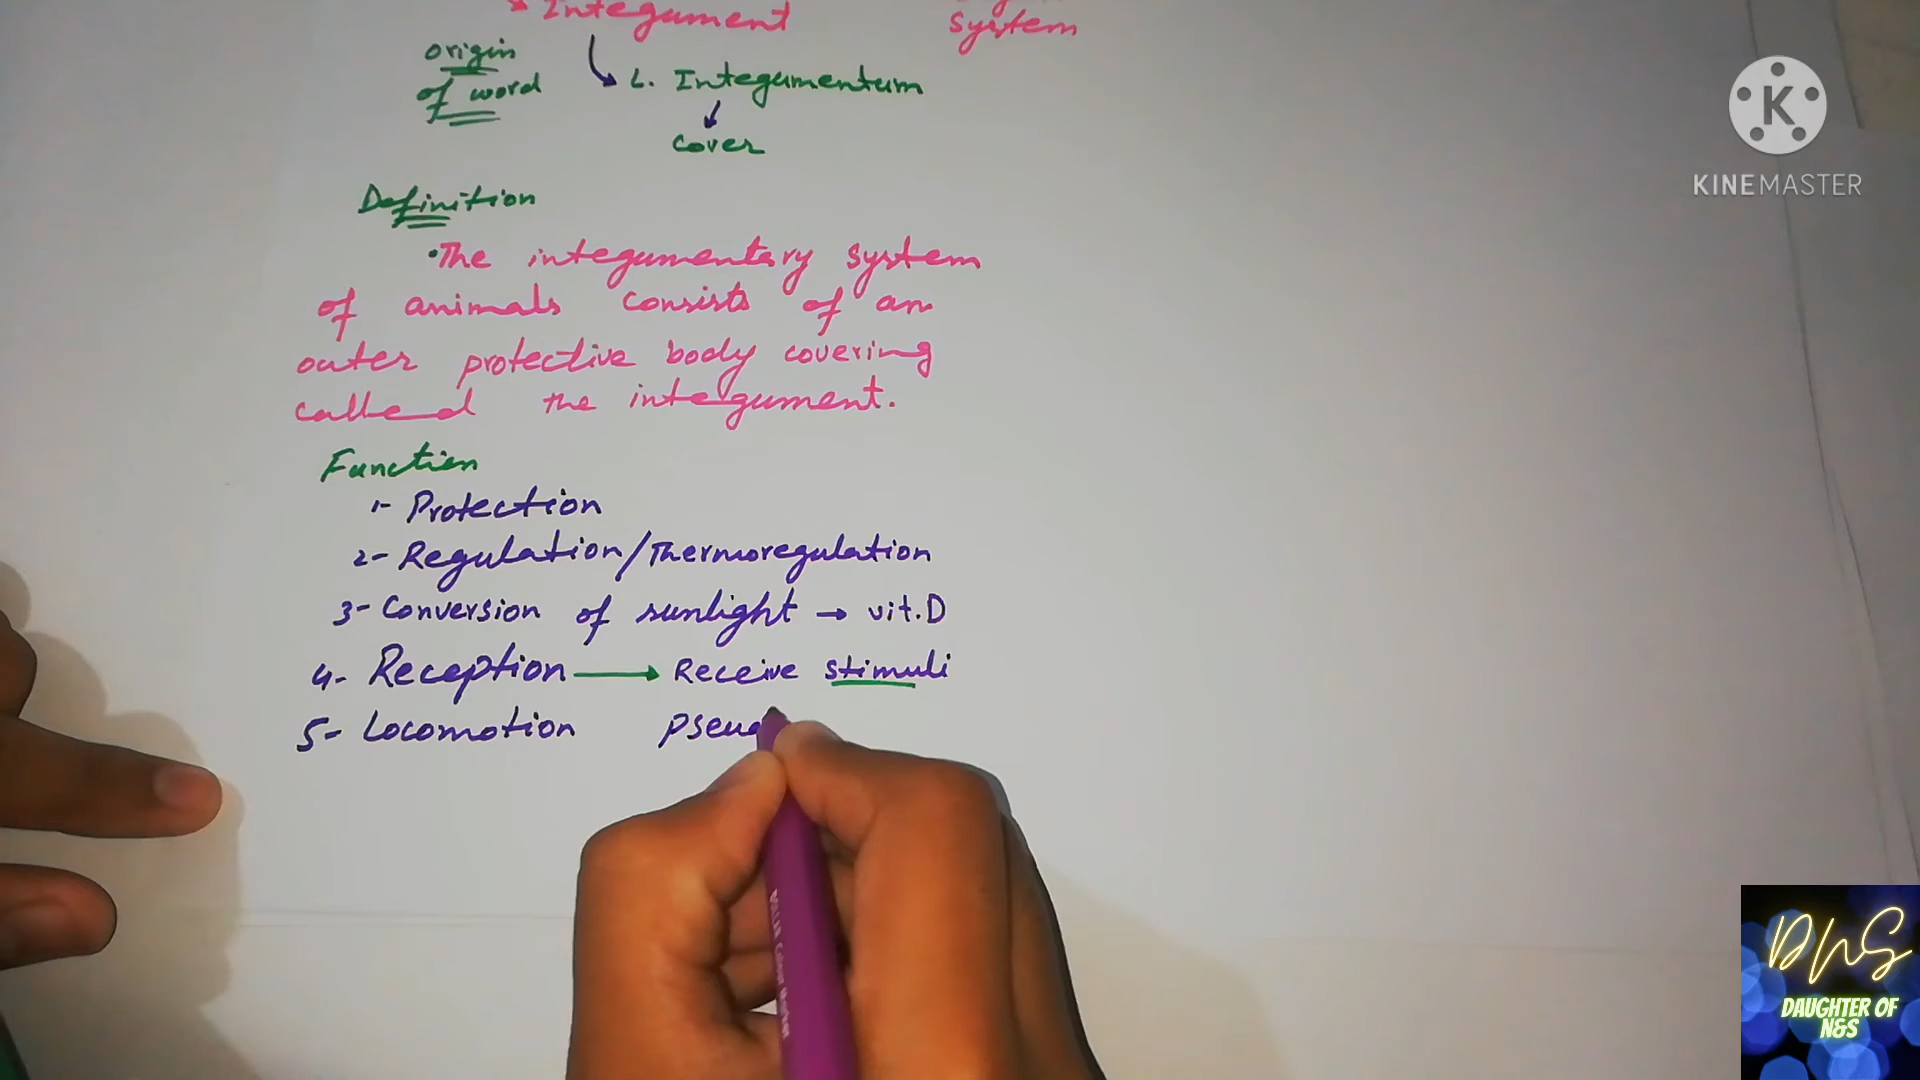 * Integument
System
origin
of word
L. Integumentum
cover
Definition
•The integumentary system
of animals consists of an
outer protective body covering
called the integument.
Function
1- Protection
2- Regulation/Thermoregulation
3- Conversion of sunlight → vit.D
4- Reception → Receive stimuli
5- Locomotion
K
KINEMASTER
DNS
DAUGHTER OF
N&S